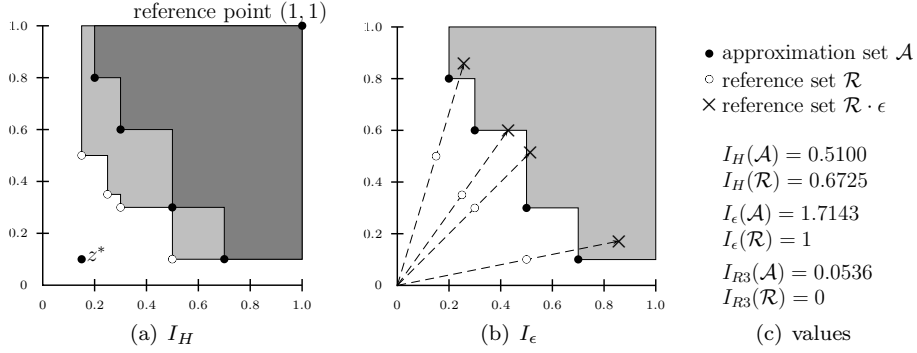 reference point (1, 1)
1.0
0.8
0.6
0.4
0.2
0
z*
0
0.2
0.4
0.6
0.8
1.0
(a) I_H
1.0
0.8
0.6
0.4
0.2
0
0
0.2
0.4
0.6
0.8
1.0
(b) I_ϵ
approximation set 𝒜
reference set ℛ
reference set ℛ · ϵ
I_H(𝒜) = 0.5100
I_H(ℛ) = 0.6725
I_ϵ(𝒜) = 1.7143
I_ϵ(ℛ) = 1
I_R3(𝒜) = 0.0536
I_R3(ℛ) = 0
(c) values